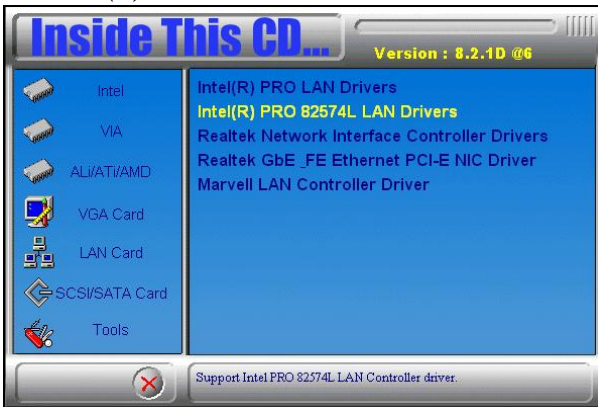 Inside This CD...
Version : 8.2.1D @6
Intel
VIA
ALi/ATi/AMD
VGA Card
LAN Card
SCSI/SATA Card
Tools
Intel(R) PRO LAN Drivers
Intel(R) PRO 82574L LAN Drivers
Realtek Network Interface Controller Drivers
Realtek GbE _FE Ethernet PCI-E NIC Driver
Marvell LAN Controller Driver
Support Intel PRO 82574L LAN Controller driver.